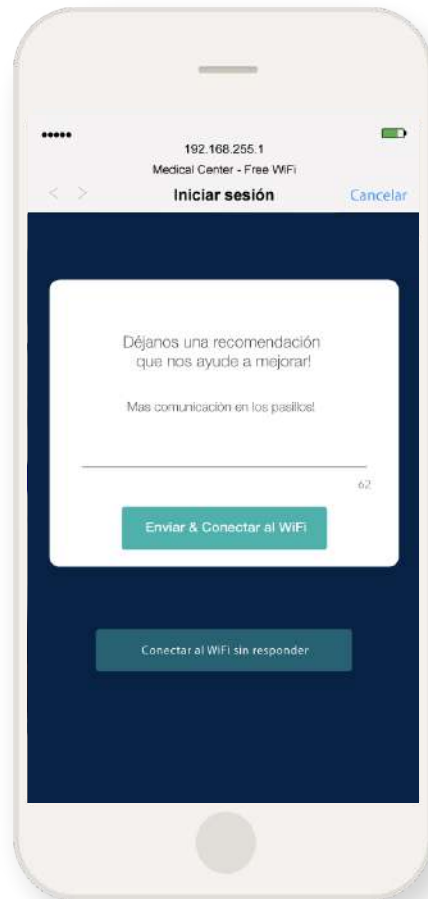 192.168.255.1
Medical Center - Free WiFi
< > Iniciar sesión Cancelar
Déjanos una recomendación
que nos ayude a mejorar!
Mas comunicación en los pasillos!
62
Enviar & Conectar al WiFi
Conectar al WiFi sin responder